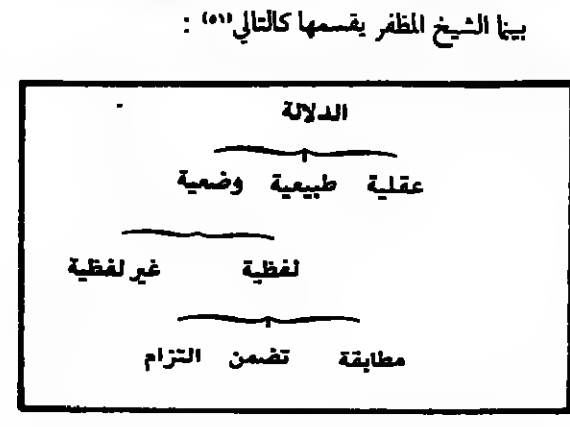 بينما الشيخ المظفر يقسمها كالتالي (٥١) :
الدلالة
عقلية طبيعية وضعية
لفظية غير لفظية
مطابقة تضمن التزام